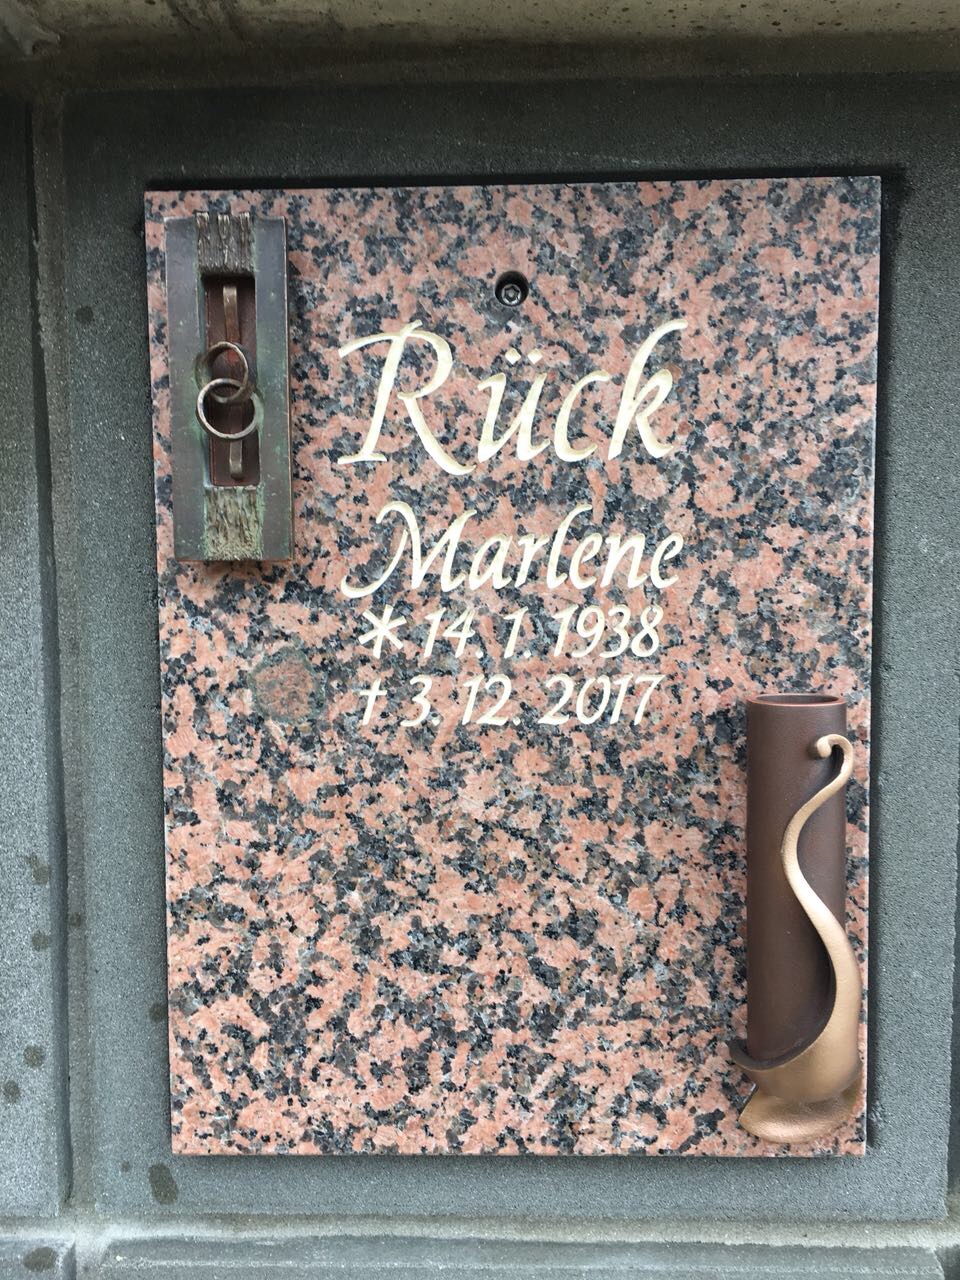 Rück
Marlene
* 14. 1. 1938
† 3. 12. 2017